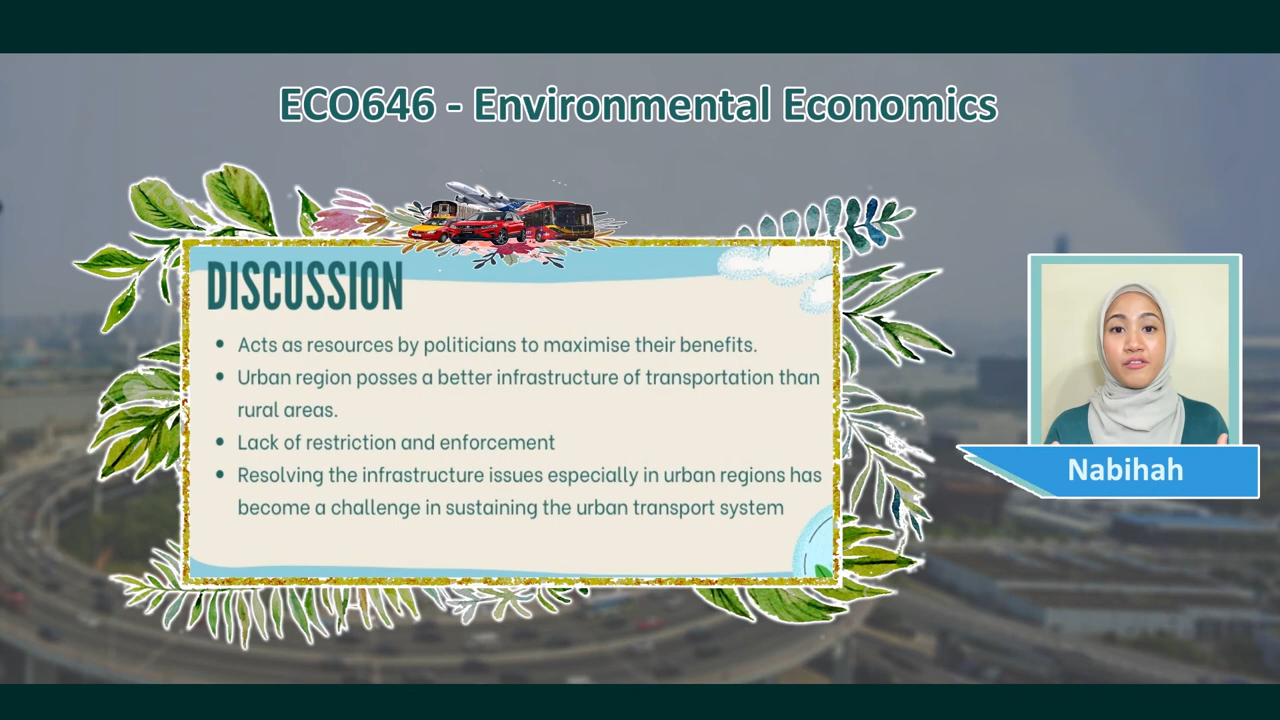 ECO646 - Environmental Economics
DISCUSSION
• Acts as resources by politicians to maximise their benefits.
• Urban region posses a better infrastructure of transportation than
rural areas.
• Lack of restriction and enforcement
• Resolving the infrastructure issues especially in urban regions has
become a challenge in sustaining the urban transport system
Nabihah